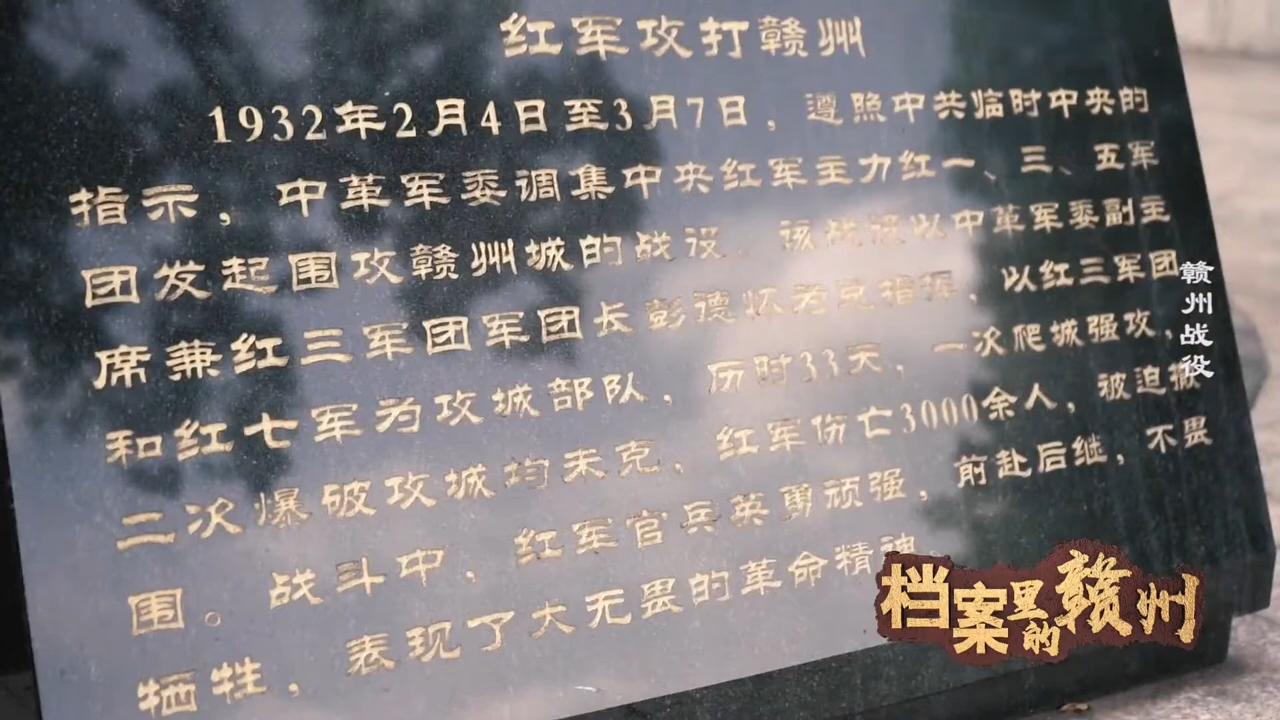 红军攻打赣州
1932年2月4日至3月7日，遵照中共临时中央的
指示，中革军委调集中央红军主力红一、三、五军
团发起围攻赣州城的战役。该战役以中革军委副主
席兼红三军团军团长彭德怀为总指挥，以红三军团
和红七军为攻城部队，历时33天，一次爬城强攻，
二次爆破攻城均未克，红军伤亡3000余人，被迫撤
围。战斗中，红军官兵英勇顽强，前赴后继，不畏
牺牲，表现了大无畏的革命精神。
赣州战役
档案里的赣州